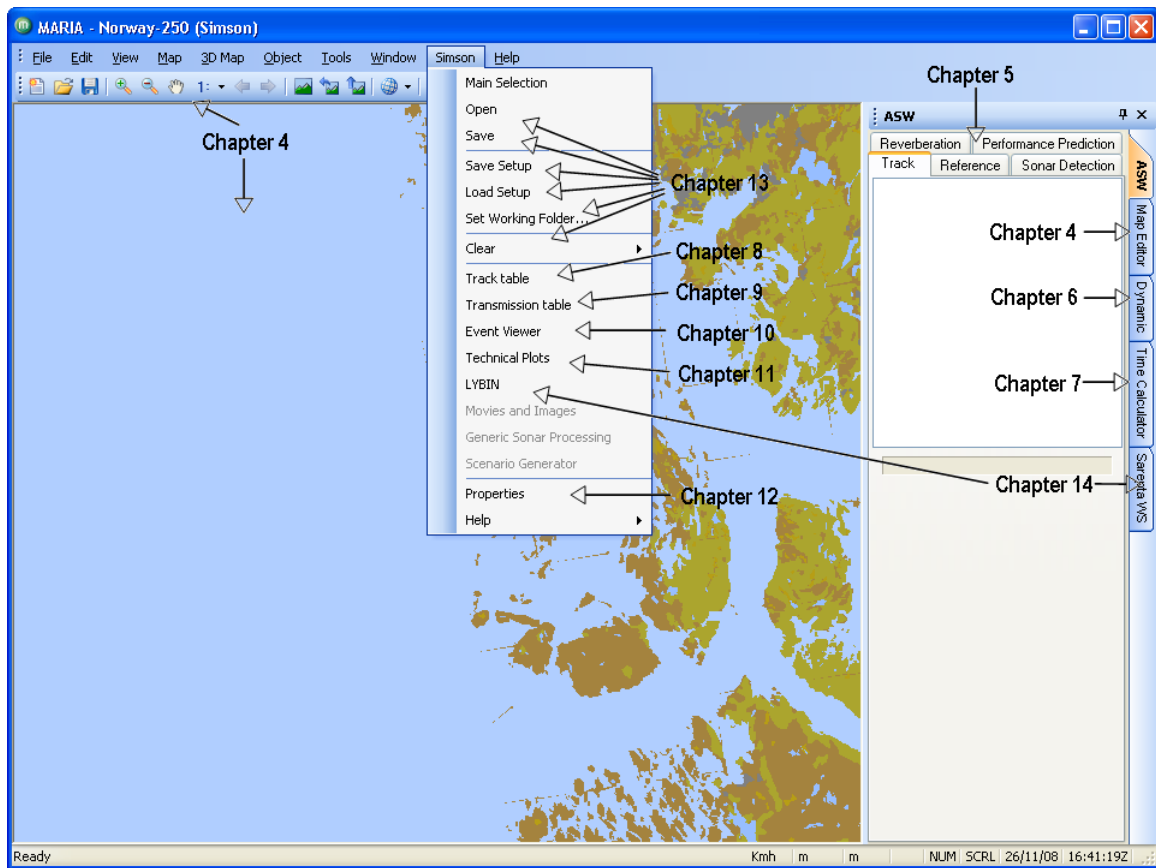 MARIA - Norway-250 (Simson)
File Edit View Map 3D Map Object Tools Window Simson Help
1:
Chapter 4
Main Selection
Open
Save
Save Setup
Load Setup
Set Working Folder...
Clear
Track table
Transmission table
Event Viewer
Technical Plots
LYBIN
Movies and Images
Generic Sonar Processing
Scenario Generator
Properties
Help
Chapter 13
Chapter 8
Chapter 9
Chapter 10
Chapter 11
Chapter 12
Chapter 5
ASW
Reverberation Performance Prediction
Track Reference Sonar Detection
Chapter 4
Chapter 6
Chapter 7
Chapter 14
ASW
Map Editor
Dynamic
Time Calculator
Saresta WS
Ready Kmh m m NUM SCRL 26/11/08 16:41:19Z